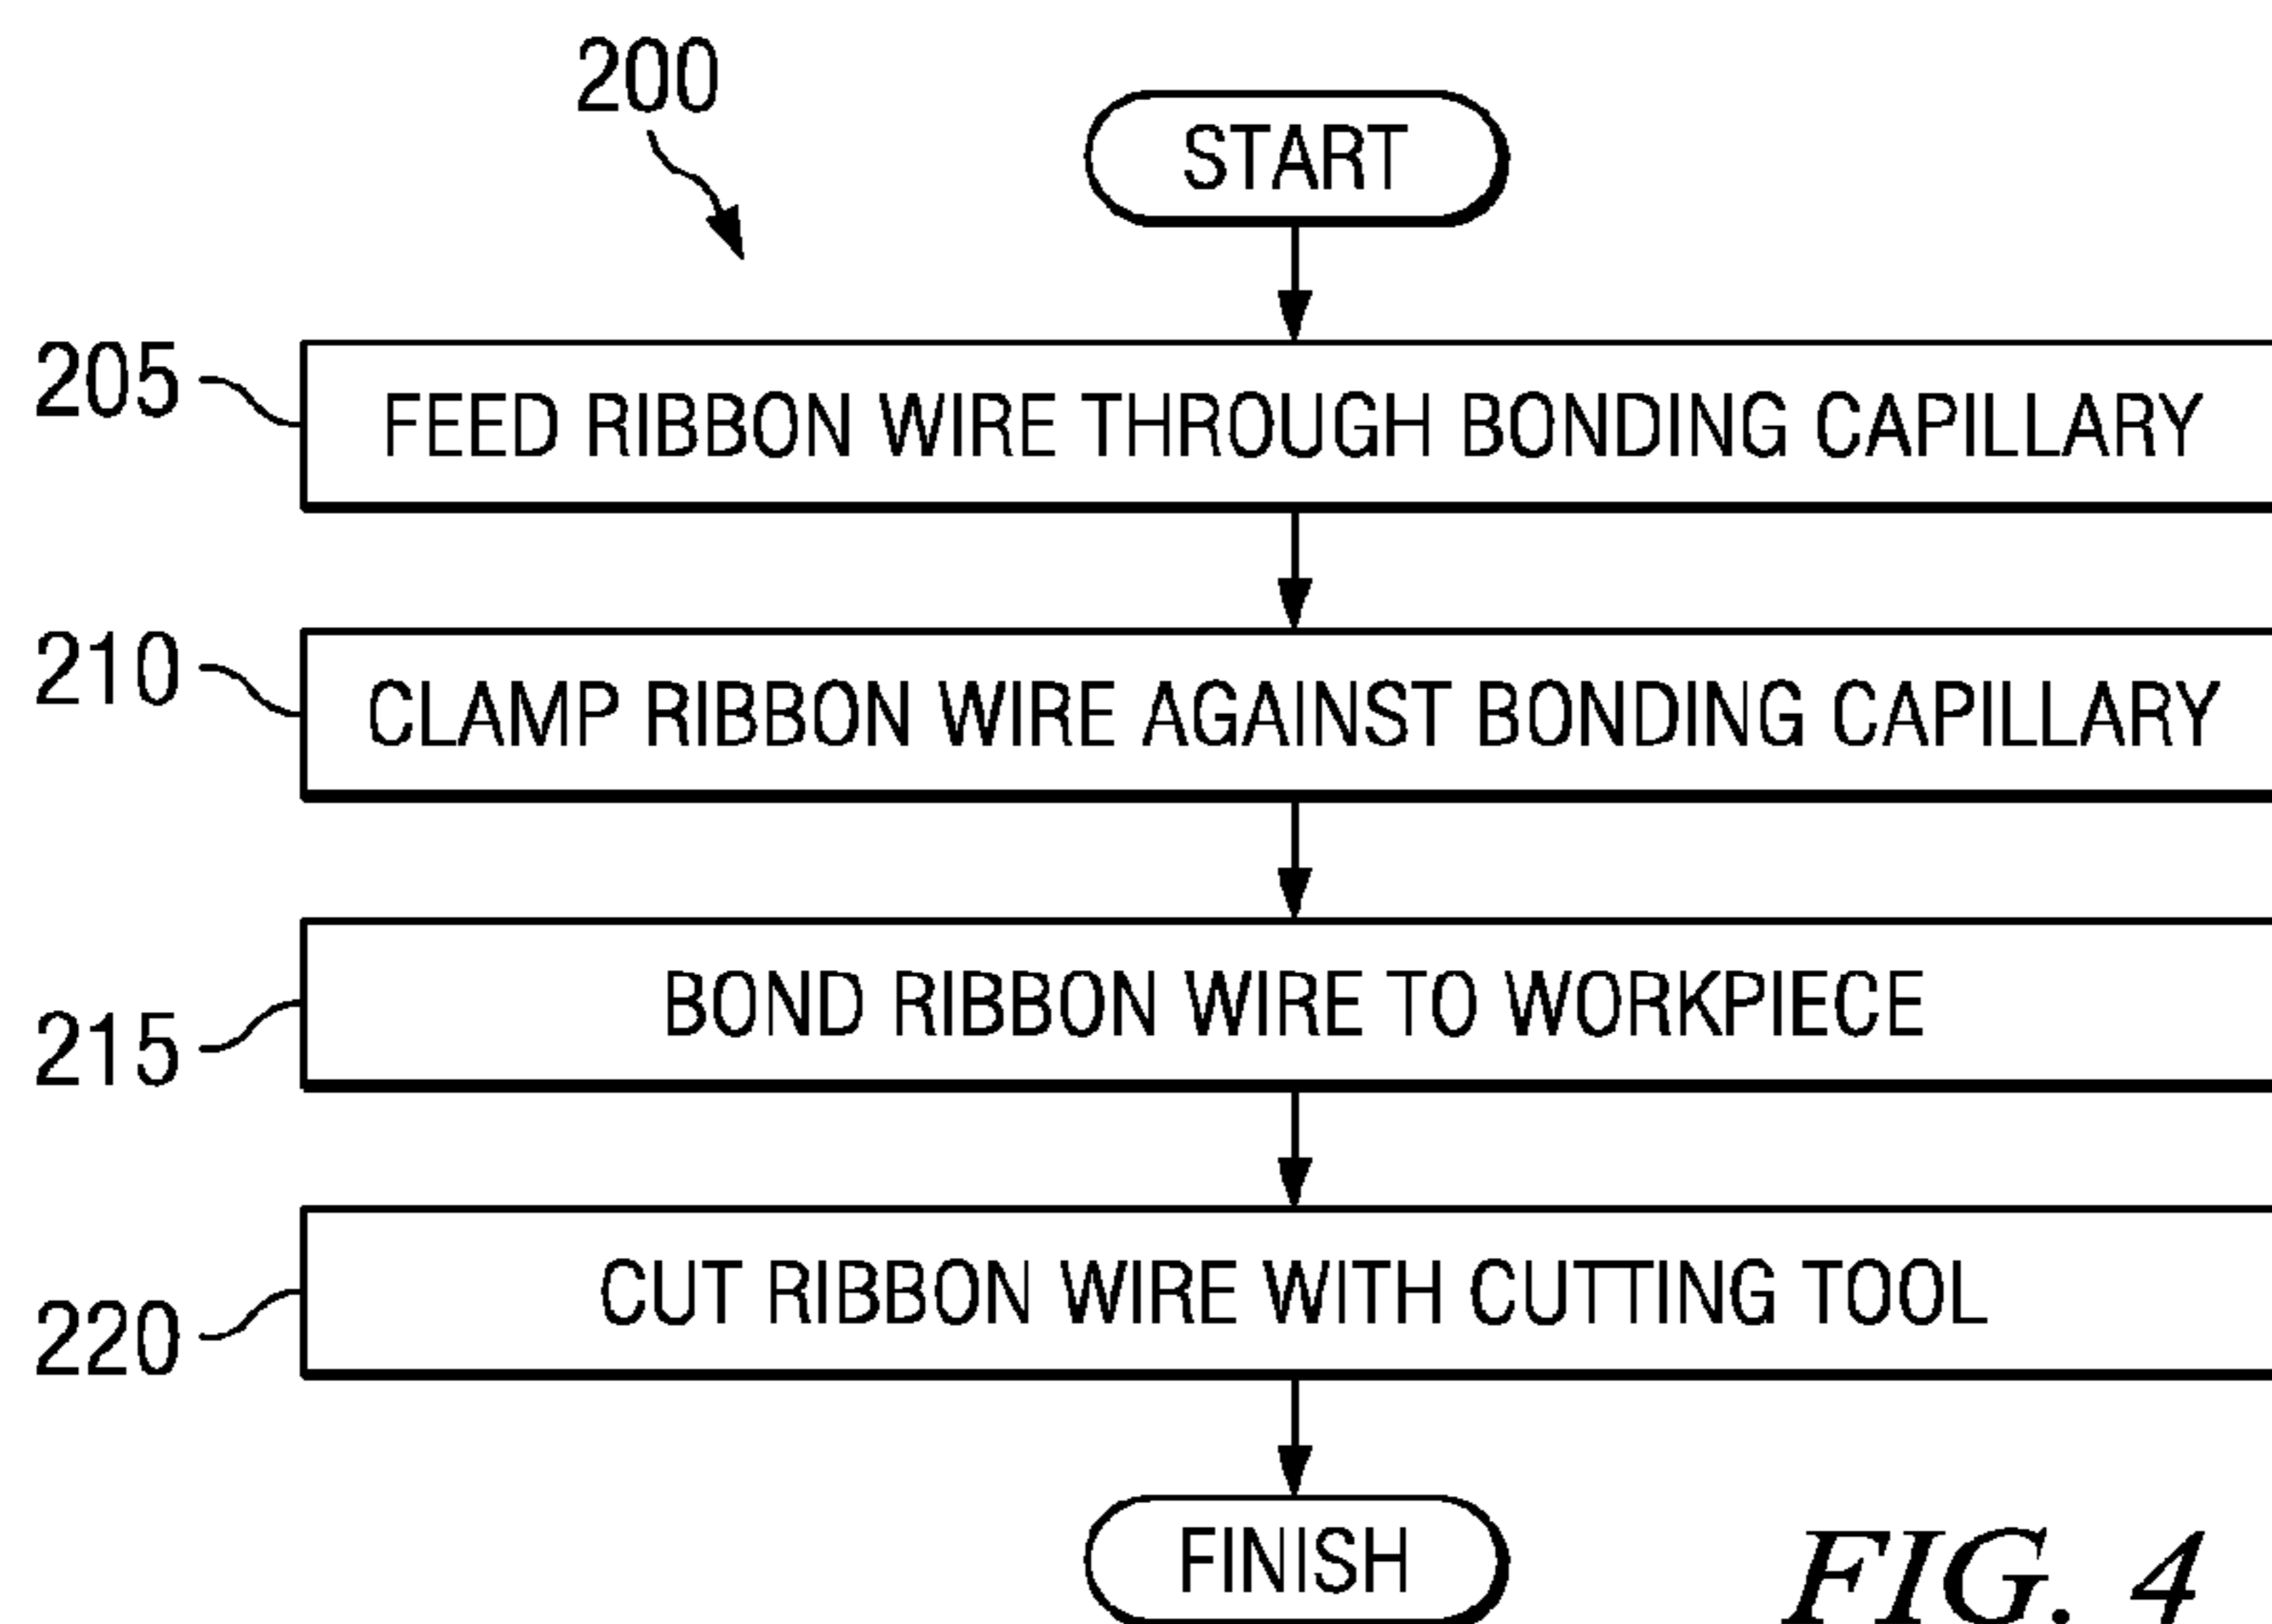 200
START
205
FEED RIBBON WIRE THROUGH BONDING CAPILLARY
210
CLAMP RIBBON WIRE AGAINST BONDING CAPILLARY
215
BOND RIBBON WIRE TO WORKPIECE
220
CUT RIBBON WIRE WITH CUTTING TOOL
FINISH
FIG. 4